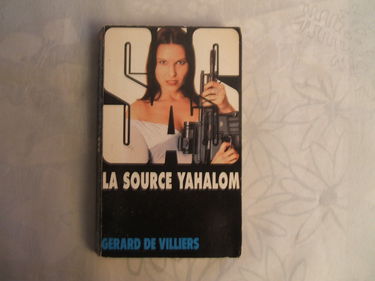 SAS
LA SOURCE YAHALOM
GERARD DE VILLIERS